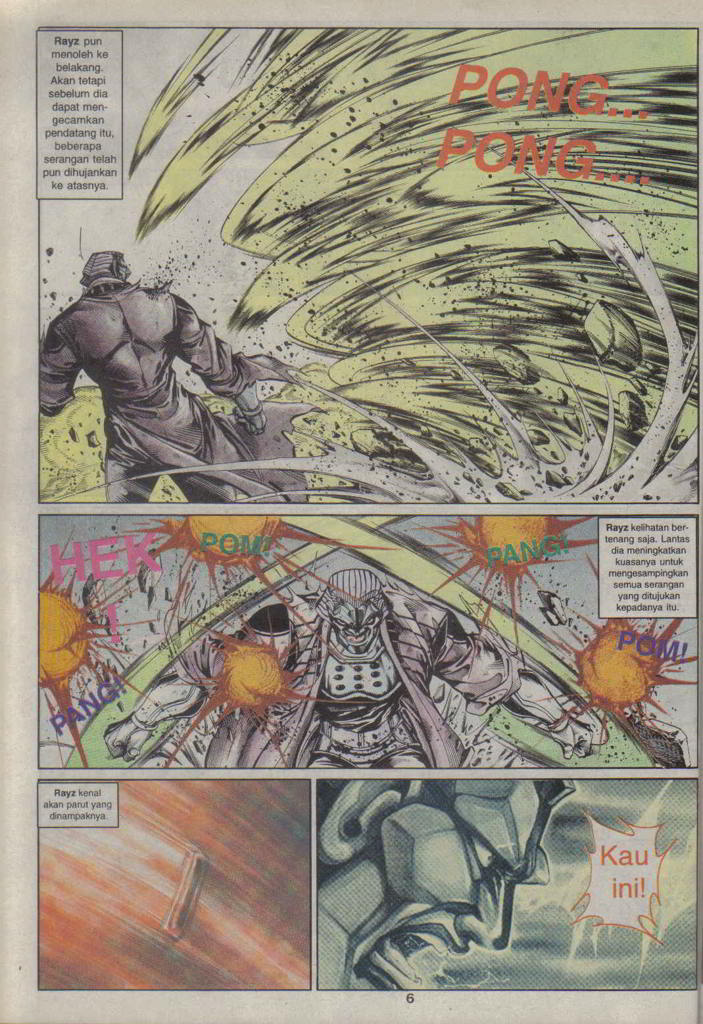 Rayz pun
menoleh ke
belakang.
Akan tetapi
sebelum dia
dapat men-
gecamkan
pendatang itu,
beberapa
serangan telah
pun dihujankan
ke atasnya.
PONG...
PONG....
HEK
!
POM!
PANG!
Rayz kelihatan ber-
tenang saja. Lantas
dia meningkatkan
kuasanya untuk
mengesampingkan
semua serangan
yang ditujukan
kepadanya itu.
PANG!
POM!
Rayz kenal
akan parut yang
dinampaknya.
Kau
ini!
6